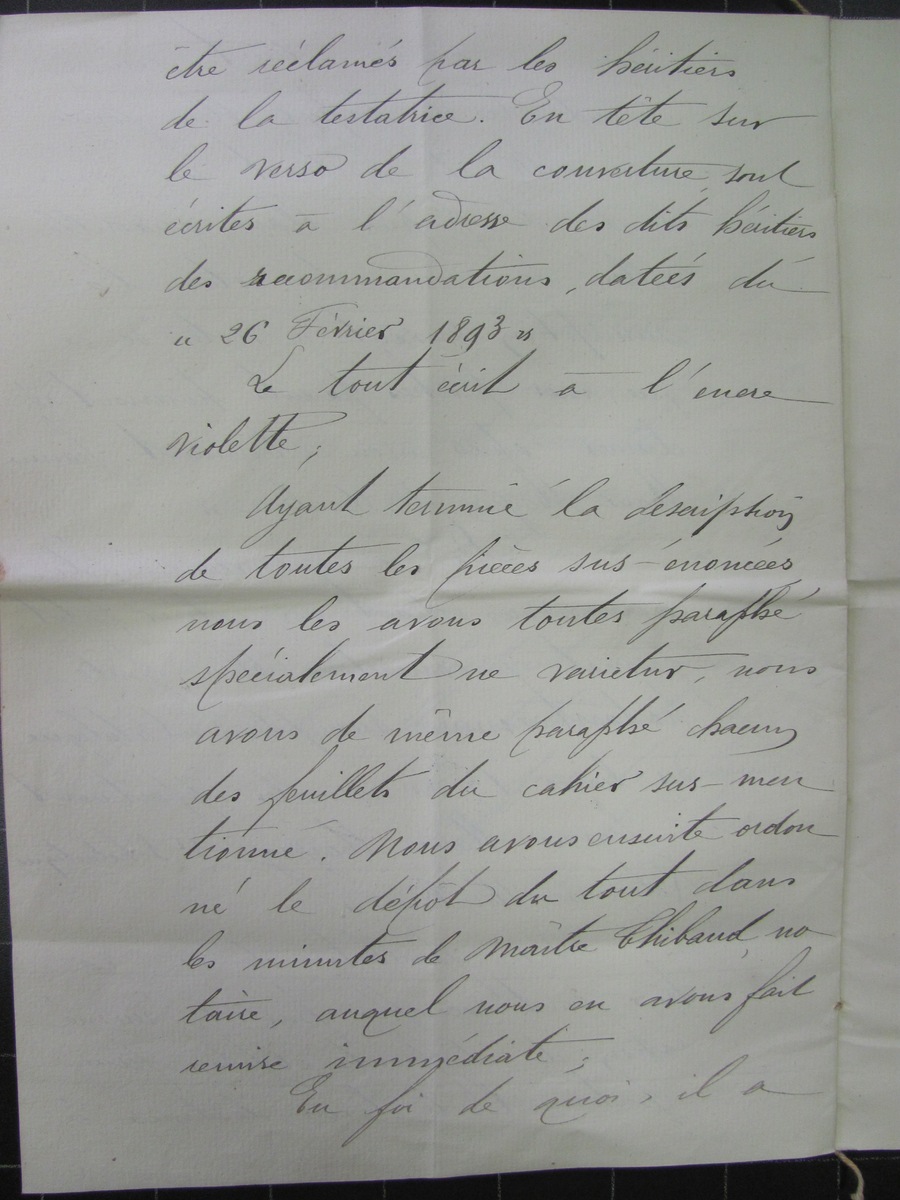 être réclamés par les héritiers
de la testatrice. En tête sur
le verso de la couverture sont
écrites à l'adresse des dits héritiers
des recommandations, datées du
" 26 Février 1893 "
Le tout écrit à l'encre
violette ;
Ayant terminé la description
de toutes les pièces sus-énoncées
nous les avons toutes paraphé
spécialement ne varietur, nous
avons de même paraphé chacun
des feuillets du cahier sus-men
tionné. Nous avons ensuite ordon
né le dépôt du tout dans
les minutes de Maître Thibaud, no
taire, auquel nous en avons fait
remise immédiate ;
En foi de quoi, il a